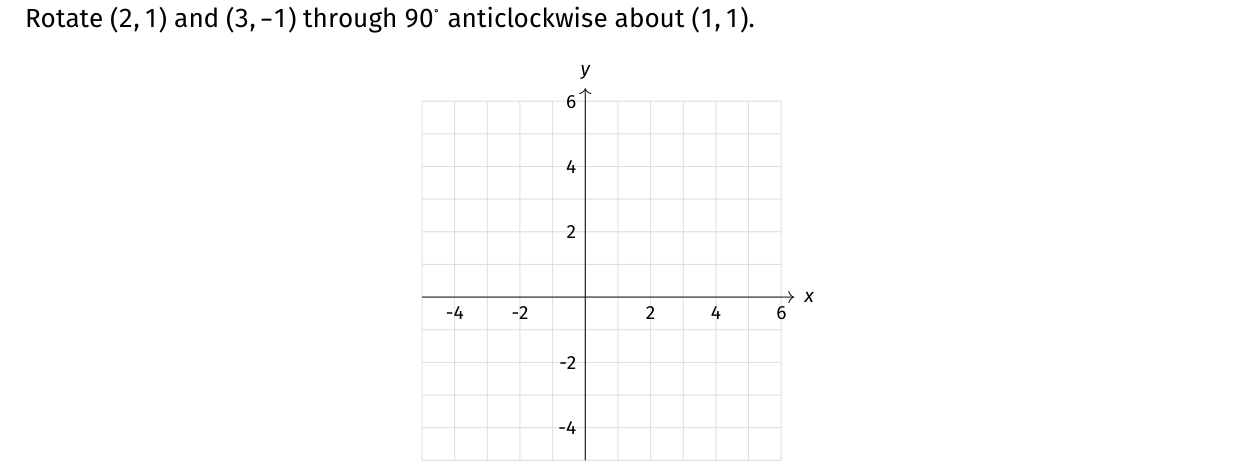 Rotate (2, 1) and (3, −1) through 90° anticlockwise about (1, 1).
y
6
4
2
x
-4 -2 2 4 6
-2
-4